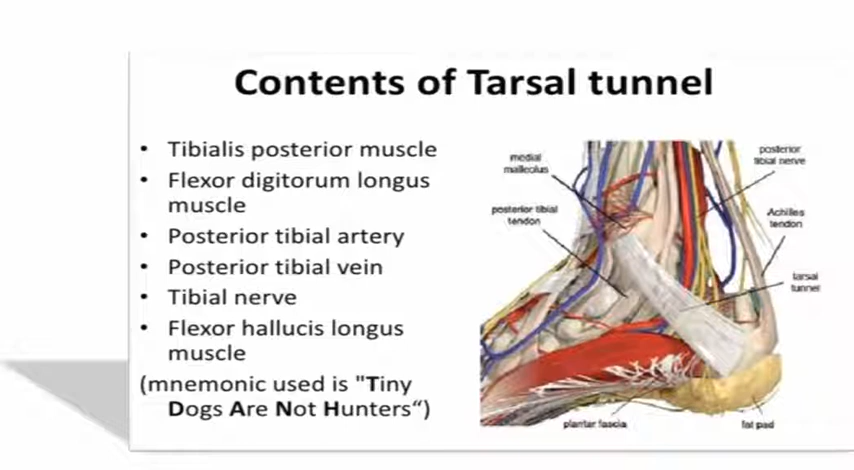 Contents of Tarsal tunnel
• Tibialis posterior muscle
• Flexor digitorum longus
muscle
• Posterior tibial artery
• Posterior tibial vein
• Tibial nerve
• Flexor hallucis longus
muscle
(mnemonic used is "Tiny
Dogs Are Not Hunters“)
medial
malleolus
posterior tibial
tendon
posterior
tibial nerve
Achilles
tendon
tarsal
tunnel
plantar fascia
fat pad